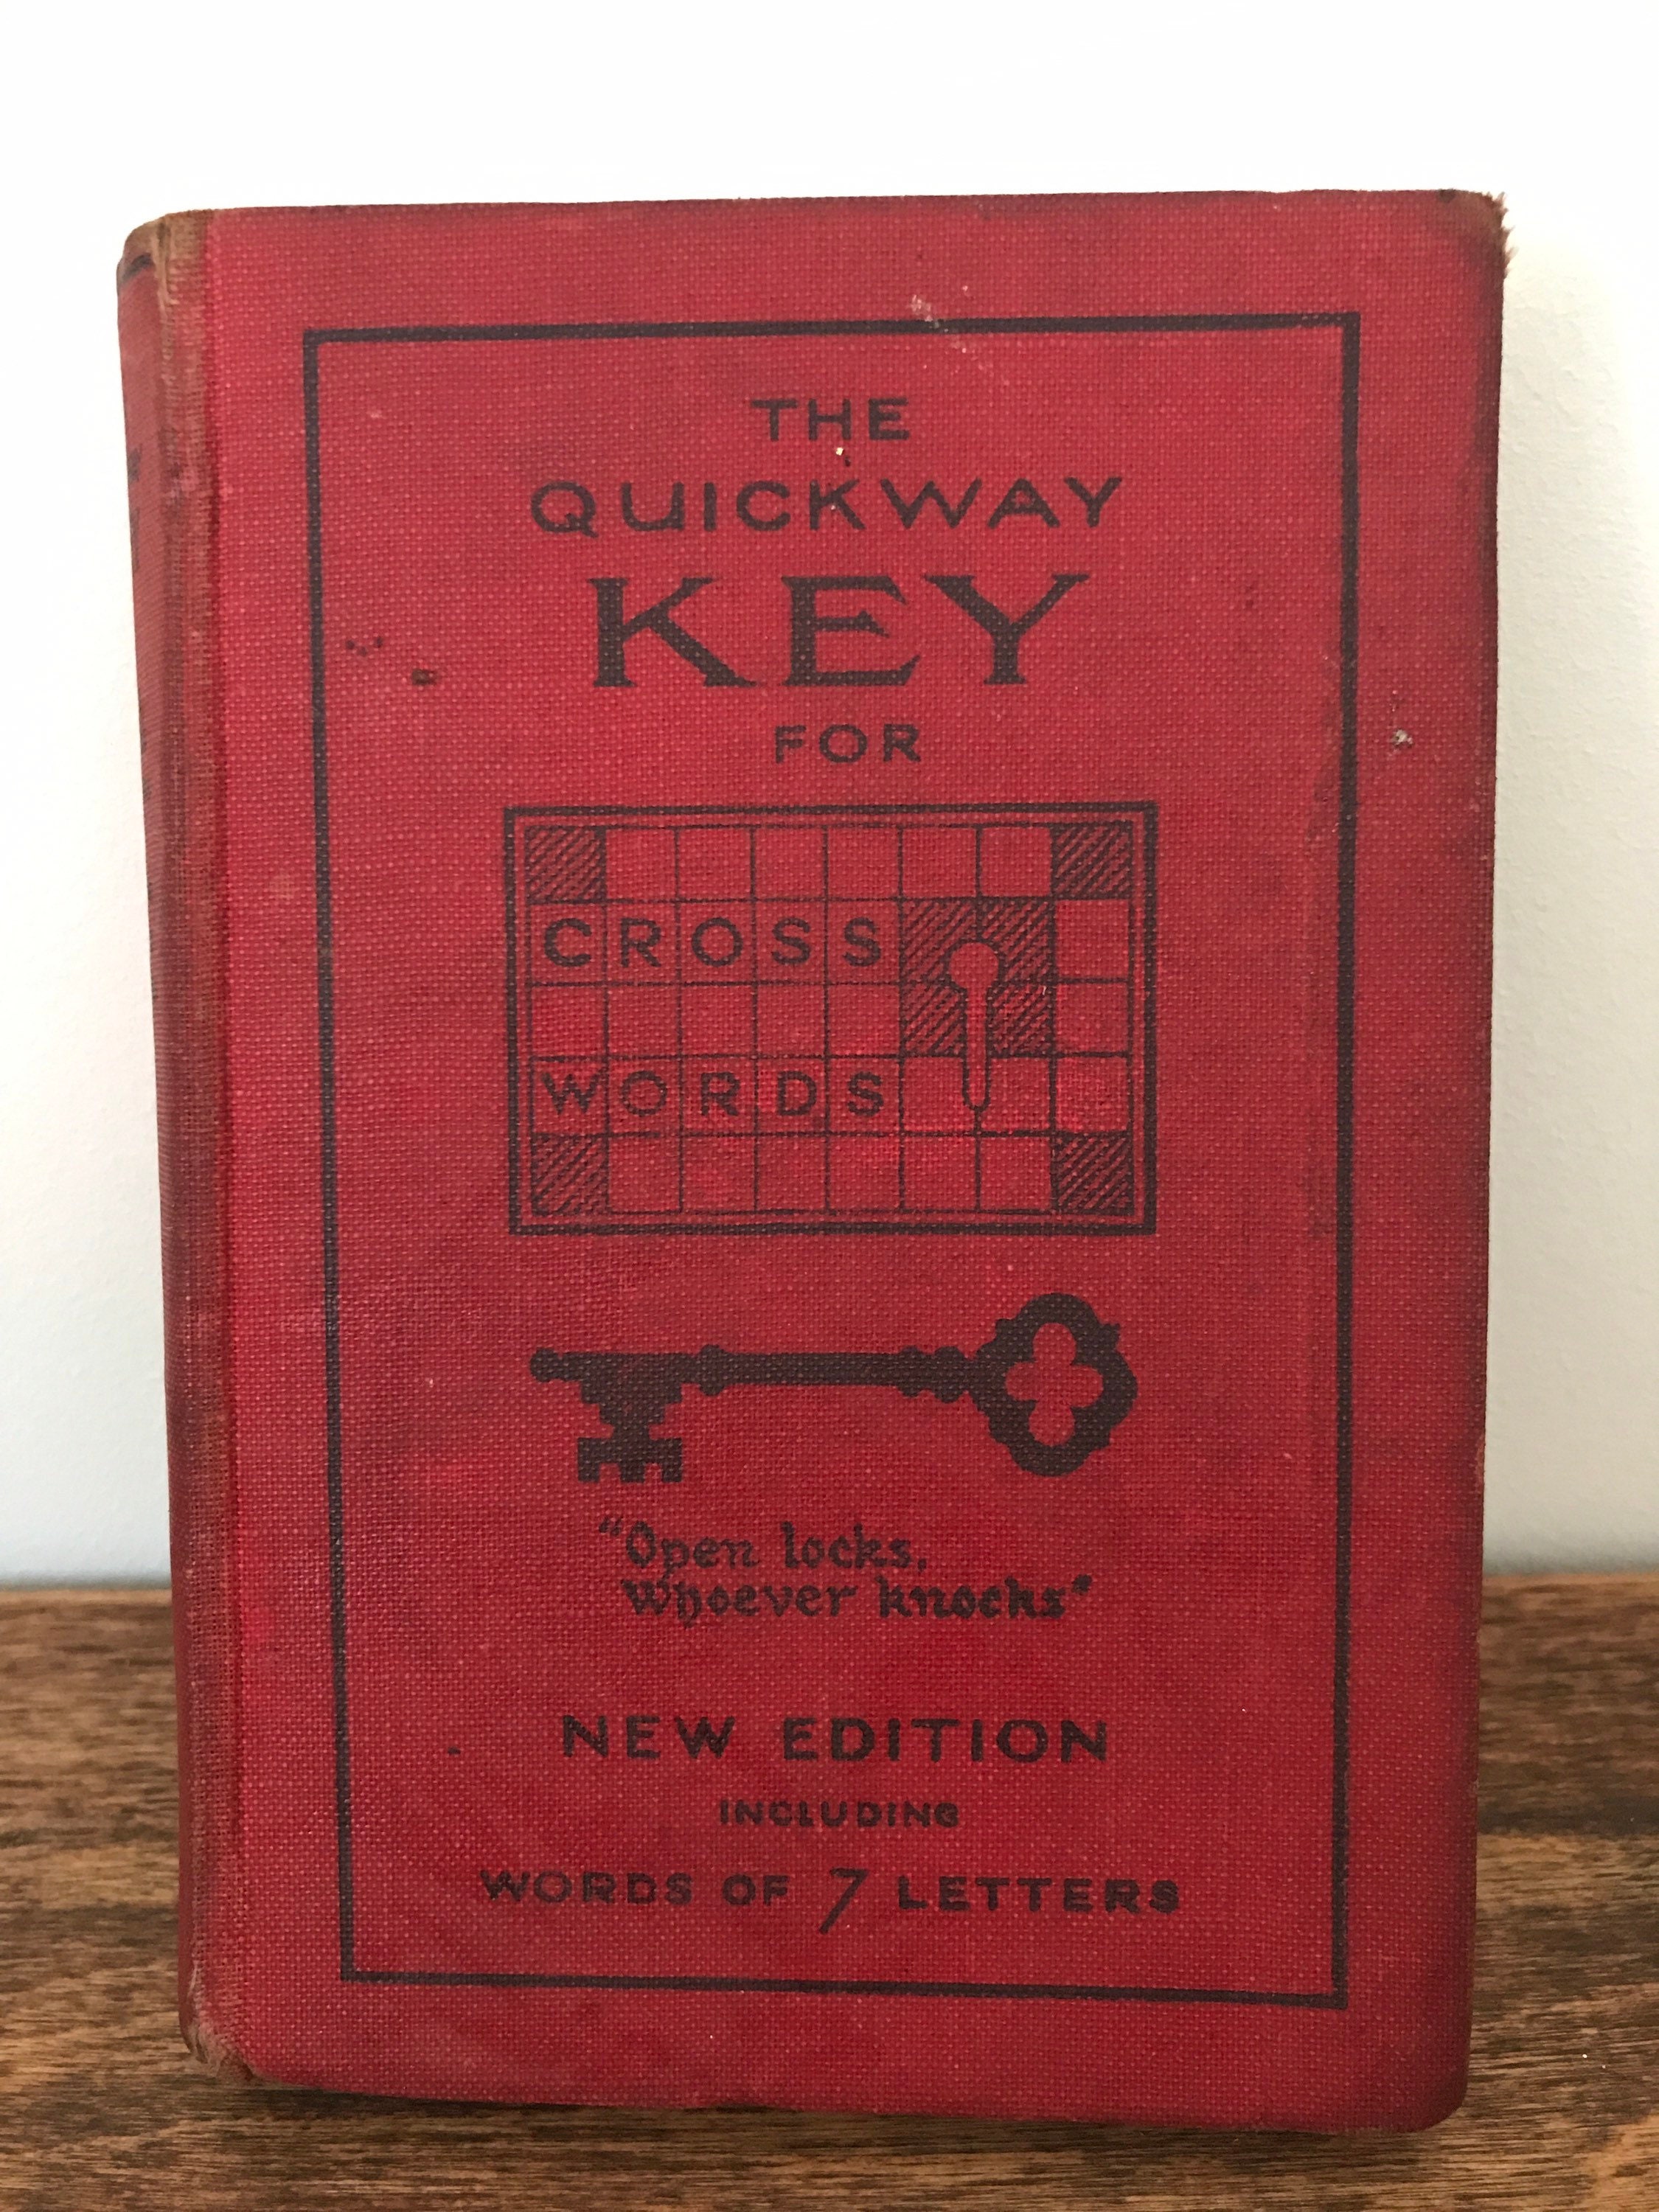 THE
QUICKWAY
KEY
FOR
CROSS
WORDS
"Open locks,
Whoever knocks"
NEW EDITION
INCLUDING
WORDS OF 7 LETTERS